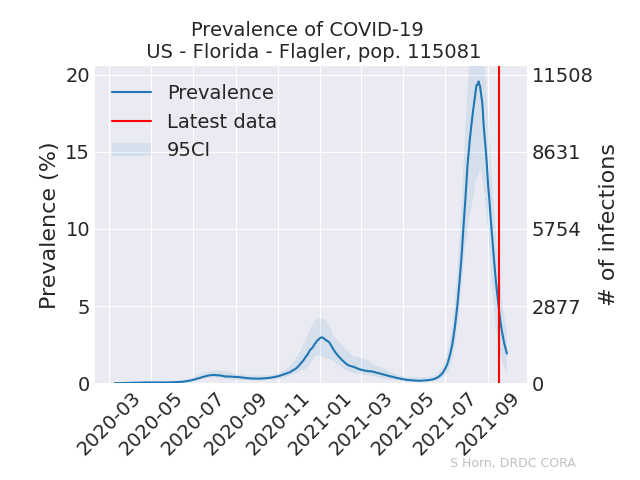 Prevalence of COVID-19
US - Florida - Flagler, pop. 115081
Prevalence
Latest data
95CI
Prevalence (%)
20
15
10
5
0
11508
8631
5754
2877
0
# of infections
2020-03
2020-05
2020-07
2020-09
2020-11
2021-01
2021-03
2021-05
2021-07
2021-09
S Horn, DRDC CORA